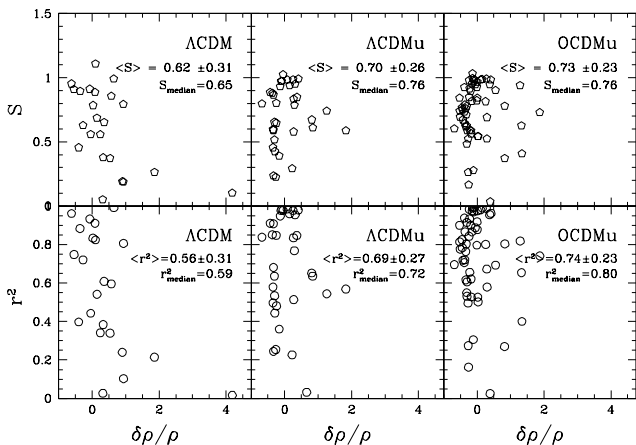 ΛCDM ΛCDMu OCDMu
<S> = 0.62 ±0.31 <S> = 0.70 ±0.26 <S> = 0.73 ±0.23
S_median=0.65 S_median=0.76 S_median=0.76
S
1.5
1
0.5
0
ΛCDM ΛCDMu OCDMu
<r²>=0.56±0.31 <r²>=0.69±0.27 <r²>=0.74±0.23
r²_median=0.59 r²_median=0.72 r²_median=0.80
r²
0.8
0.6
0.4
0.2
0
0 2 4 0 2 4 0 2 4
δρ/ρ δρ/ρ δρ/ρ